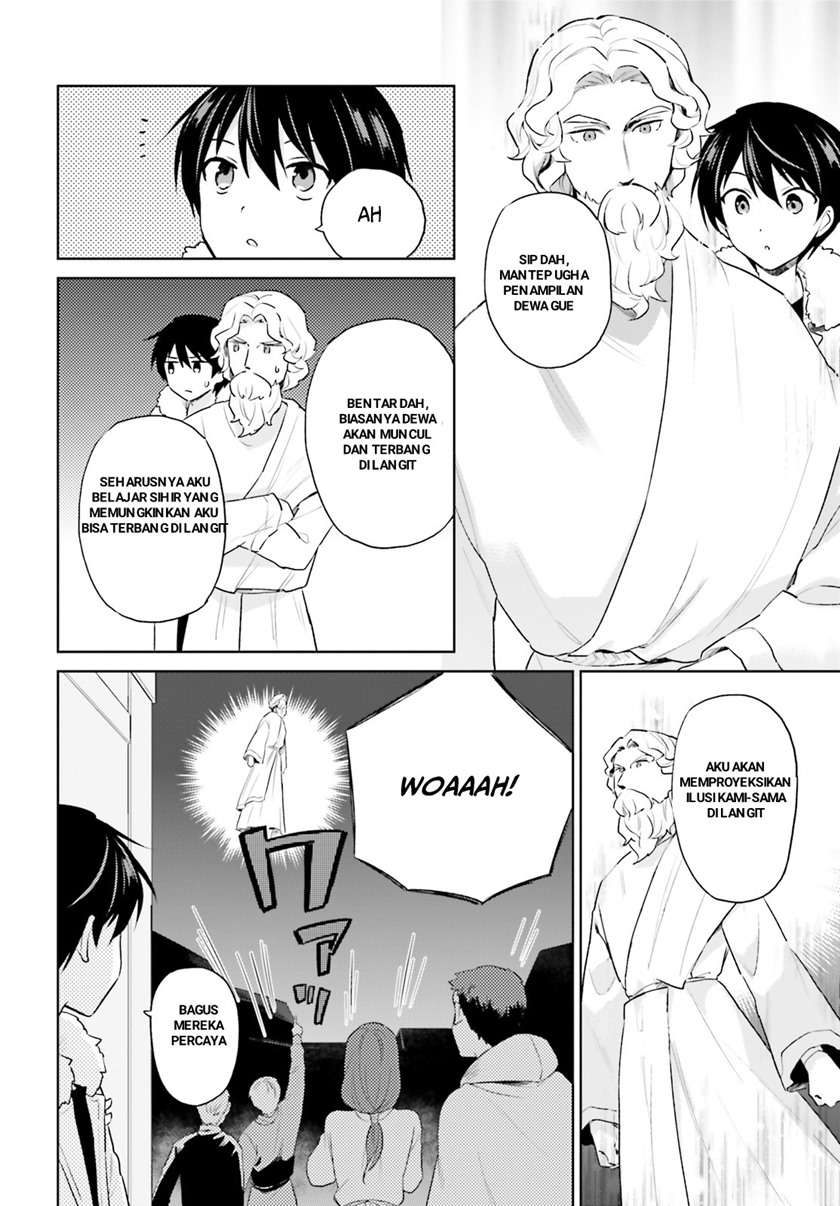 SIP DAH,
MANTEP UGHA
PENAMPILAN
DEWA GUE
AH
BENTAR DAH,
BIASANYA DEWA
AKAN MUNCUL
DAN TERBANG
DI LANGIT
SEHARUSNYA AKU
BELAJAR SIHIR YANG
MEMUNGKINKAN AKU
BISA TERBANG DI LANGIT
AKU AKAN
MEMPROYEKSIKAN
ILUSI KAMI-SAMA
DI LANGIT
WOAAAH!
クァァッ
BAGUS
MEREKA
PERCAYA